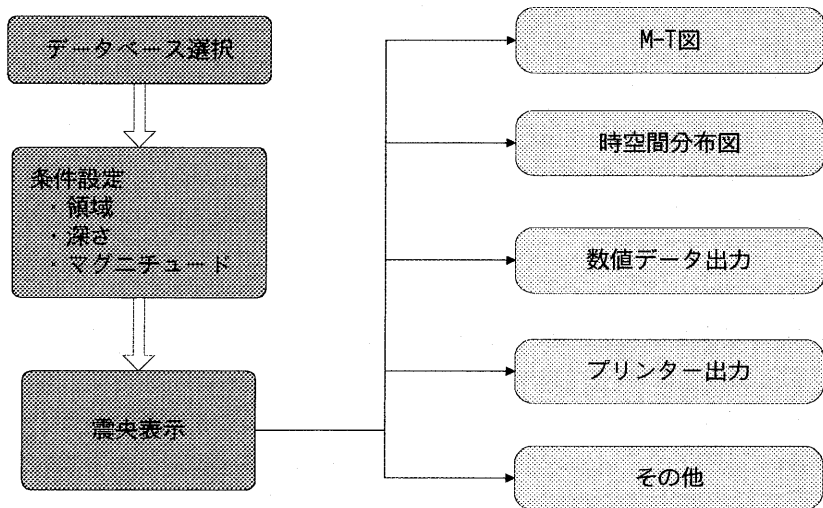 データベース選択
条件設定
・領域
・深さ
・マグニチュード
震央表示
M-T図
時空間分布図
数値データ出力
プリンター出力
その他